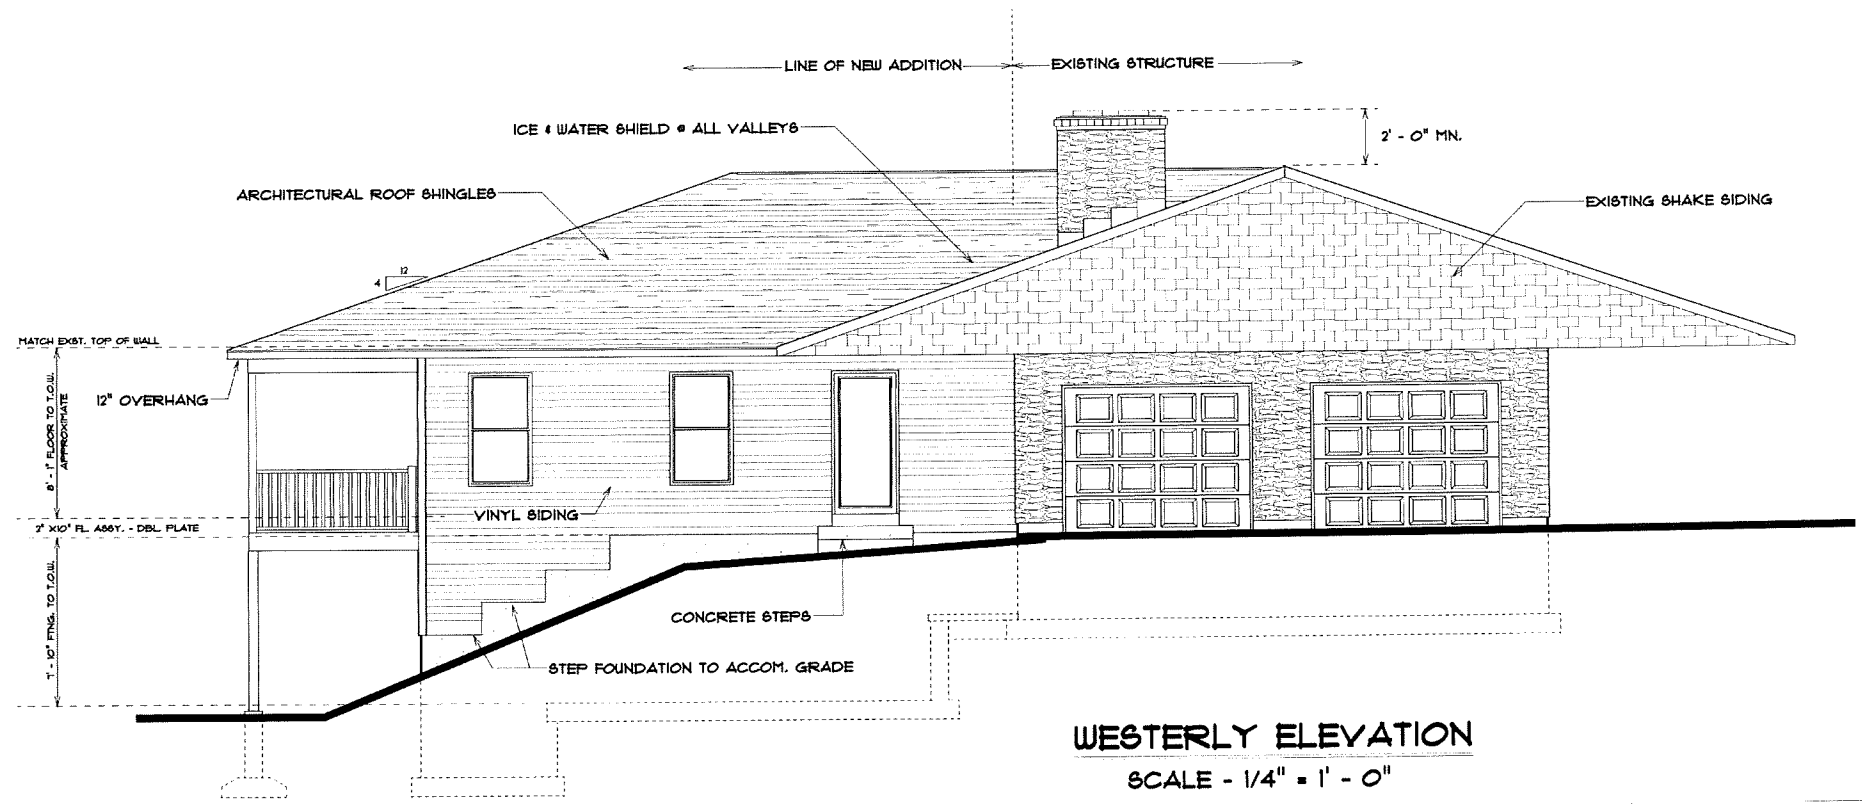 LINE OF NEW ADDITION
EXISTING STRUCTURE
ICE & WATER SHIELD @ ALL VALLEYS
2' - 0" MN.
ARCHITECTURAL ROOF SHINGLES
EXISTING SHAKE SIDING
12
4
MATCH EXST. TOP OF WALL
12" OVERHANG
8' - 1" FLOOR TO T.O.W.
APPROXIMATE
VINYL SIDING
2" X10" FL. ASSY. - DBL. PLATE
7' - 10" FTNG. TO T.O.W.
CONCRETE STEPS
STEP FOUNDATION TO ACCOM. GRADE
WESTERLY ELEVATION
SCALE - 1/4" = 1' - 0"